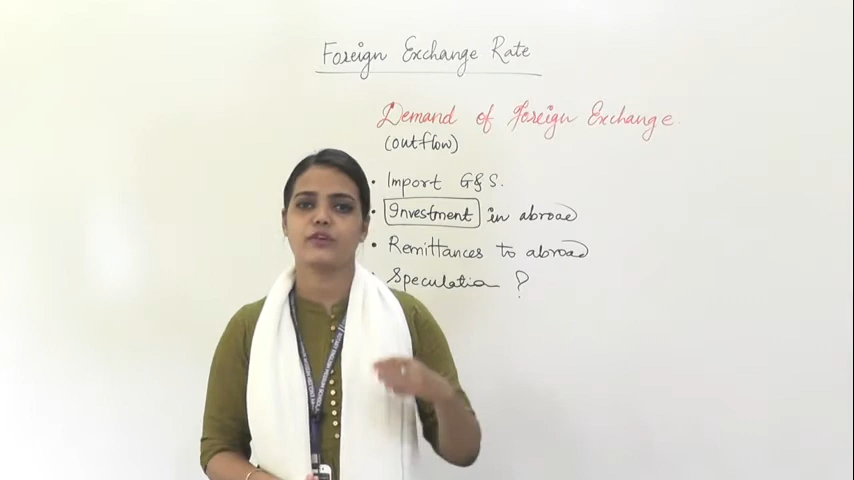 Foreign Exchange Rate
Demand of Foreign Exchange.
(outflow)
• Import G&S.
• Investment in abroad
• Remittances to abroad
Speculation ?